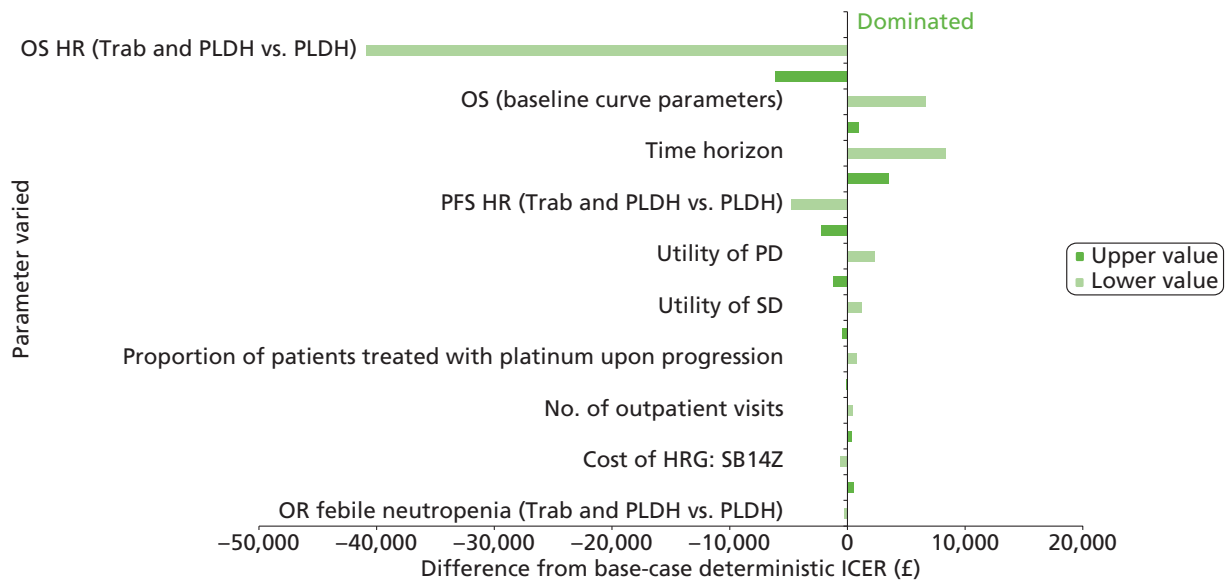 Dominated
OS HR (Trab and PLDH vs. PLDH)
OS (baseline curve parameters)
Time horizon
PFS HR (Trab and PLDH vs. PLDH)
Utility of PD
Utility of SD
Proportion of patients treated with platinum upon progression
No. of outpatient visits
Cost of HRG: SB14Z
OR febile neutropenia (Trab and PLDH vs. PLDH)
Parameter varied
Upper value
Lower value
−50,000 −40,000 −30,000 −20,000 −10,000 0 10,000 20,000
Difference from base-case deterministic ICER (£)